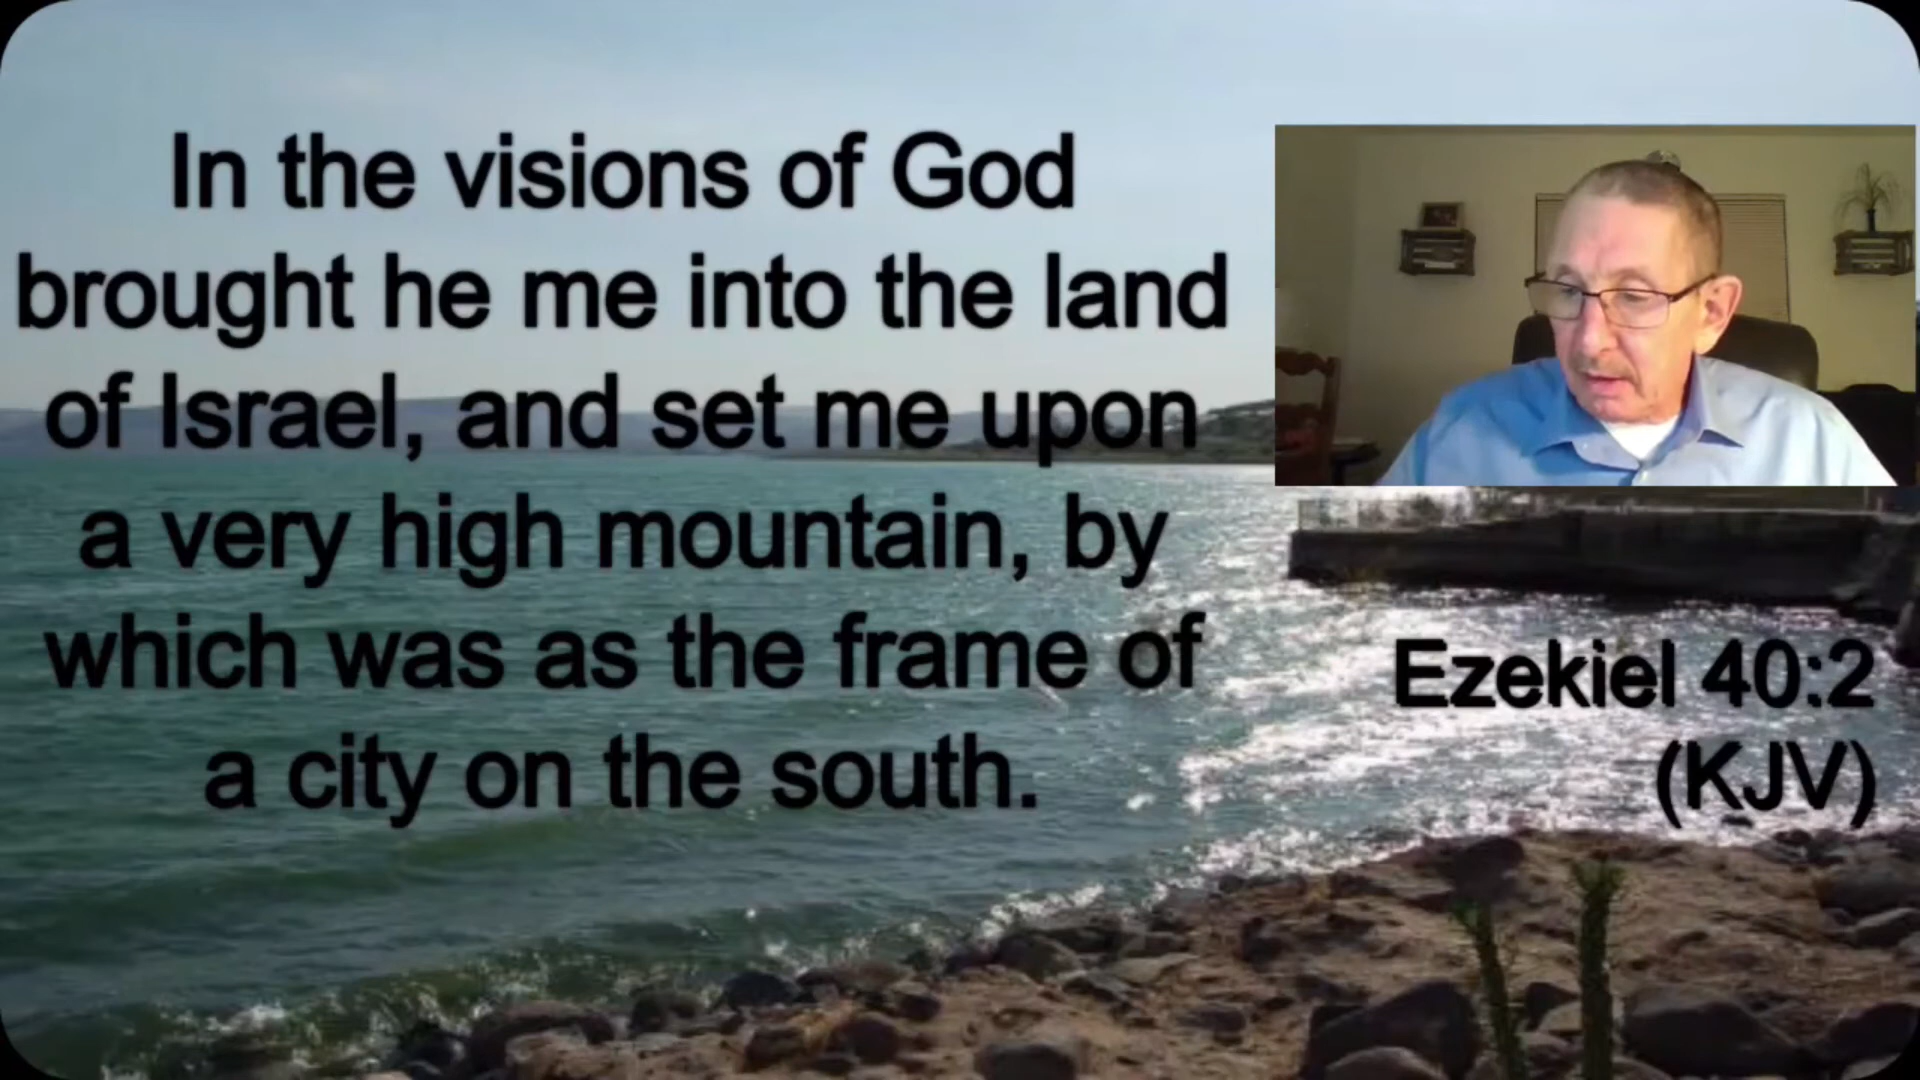 In the visions of God
brought he me into the land
of Israel, and set me upon
a very high mountain, by
which was as the frame of
a city on the south.
Ezekiel 40:2
(KJV)